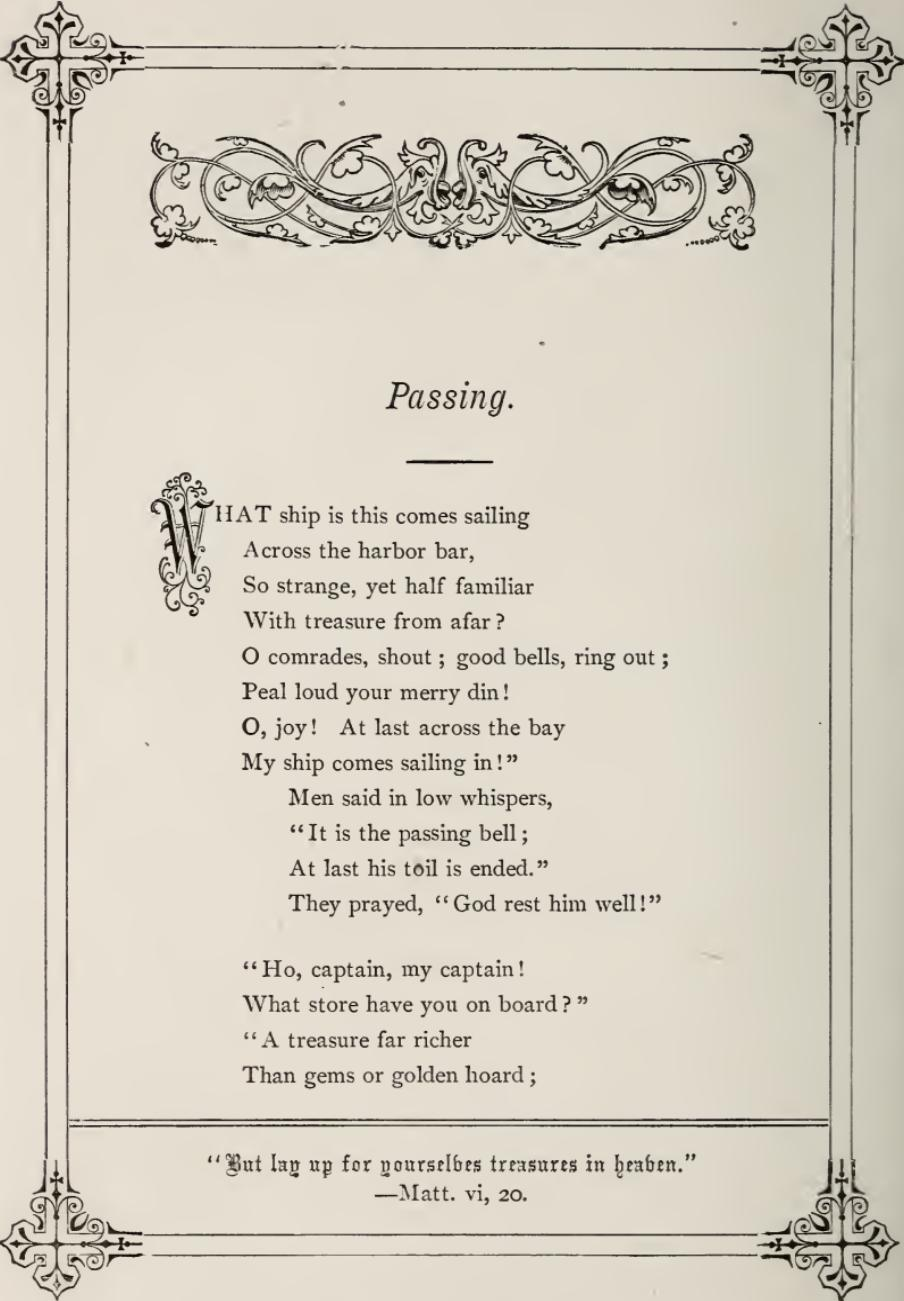 Passing.
WHAT ship is this comes sailing
Across the harbor bar,
So strange, yet half familiar
With treasure from afar?
O comrades, shout; good bells, ring out;
Peal loud your merry din!
O, joy! At last across the bay
My ship comes sailing in!”
Men said in low whispers,
“It is the passing bell;
At last his toil is ended.”
They prayed, “God rest him well!”
“Ho, captain, my captain!
What store have you on board?”
“A treasure far richer
Than gems or golden hoard;
“But lay up for yourselves treasures in heaven.”
—Matt. vi, 20.